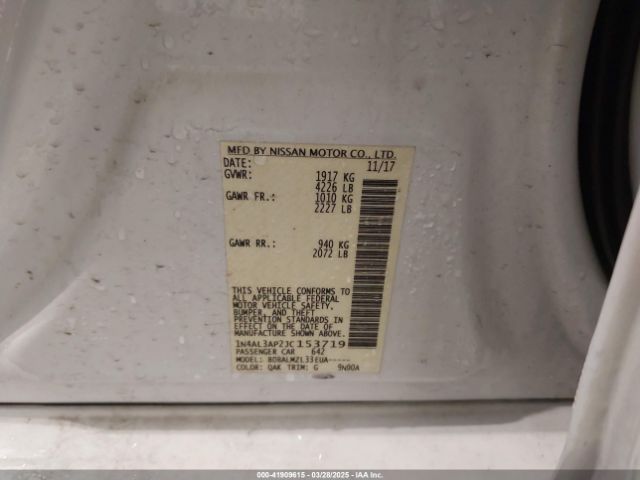 MFD BY NISSAN MOTOR CO., LTD.
DATE: 11/17
GVWR: 1917 KG
4226 LB
GAWR FR.: 1010 KG
2227 LB
GAWR RR.: 940 KG
2072 LB
THIS VEHICLE CONFORMS TO
ALL APPLICABLE FEDERAL
MOTOR VEHICLE SAFETY,
BUMPER, AND THEFT
PREVENTION STANDARDS IN
EFFECT ON THE DATE OF
MANUFACTURE SHOWN ABOVE.
1N4AL3AP2JC153719
PASSENGER CAR 642
MODEL: BDBALMZL33EUA-----
COLOR: QAK TRIM: G 9N00A
000-41909615 - 03/28/2025 - IAA Inc.